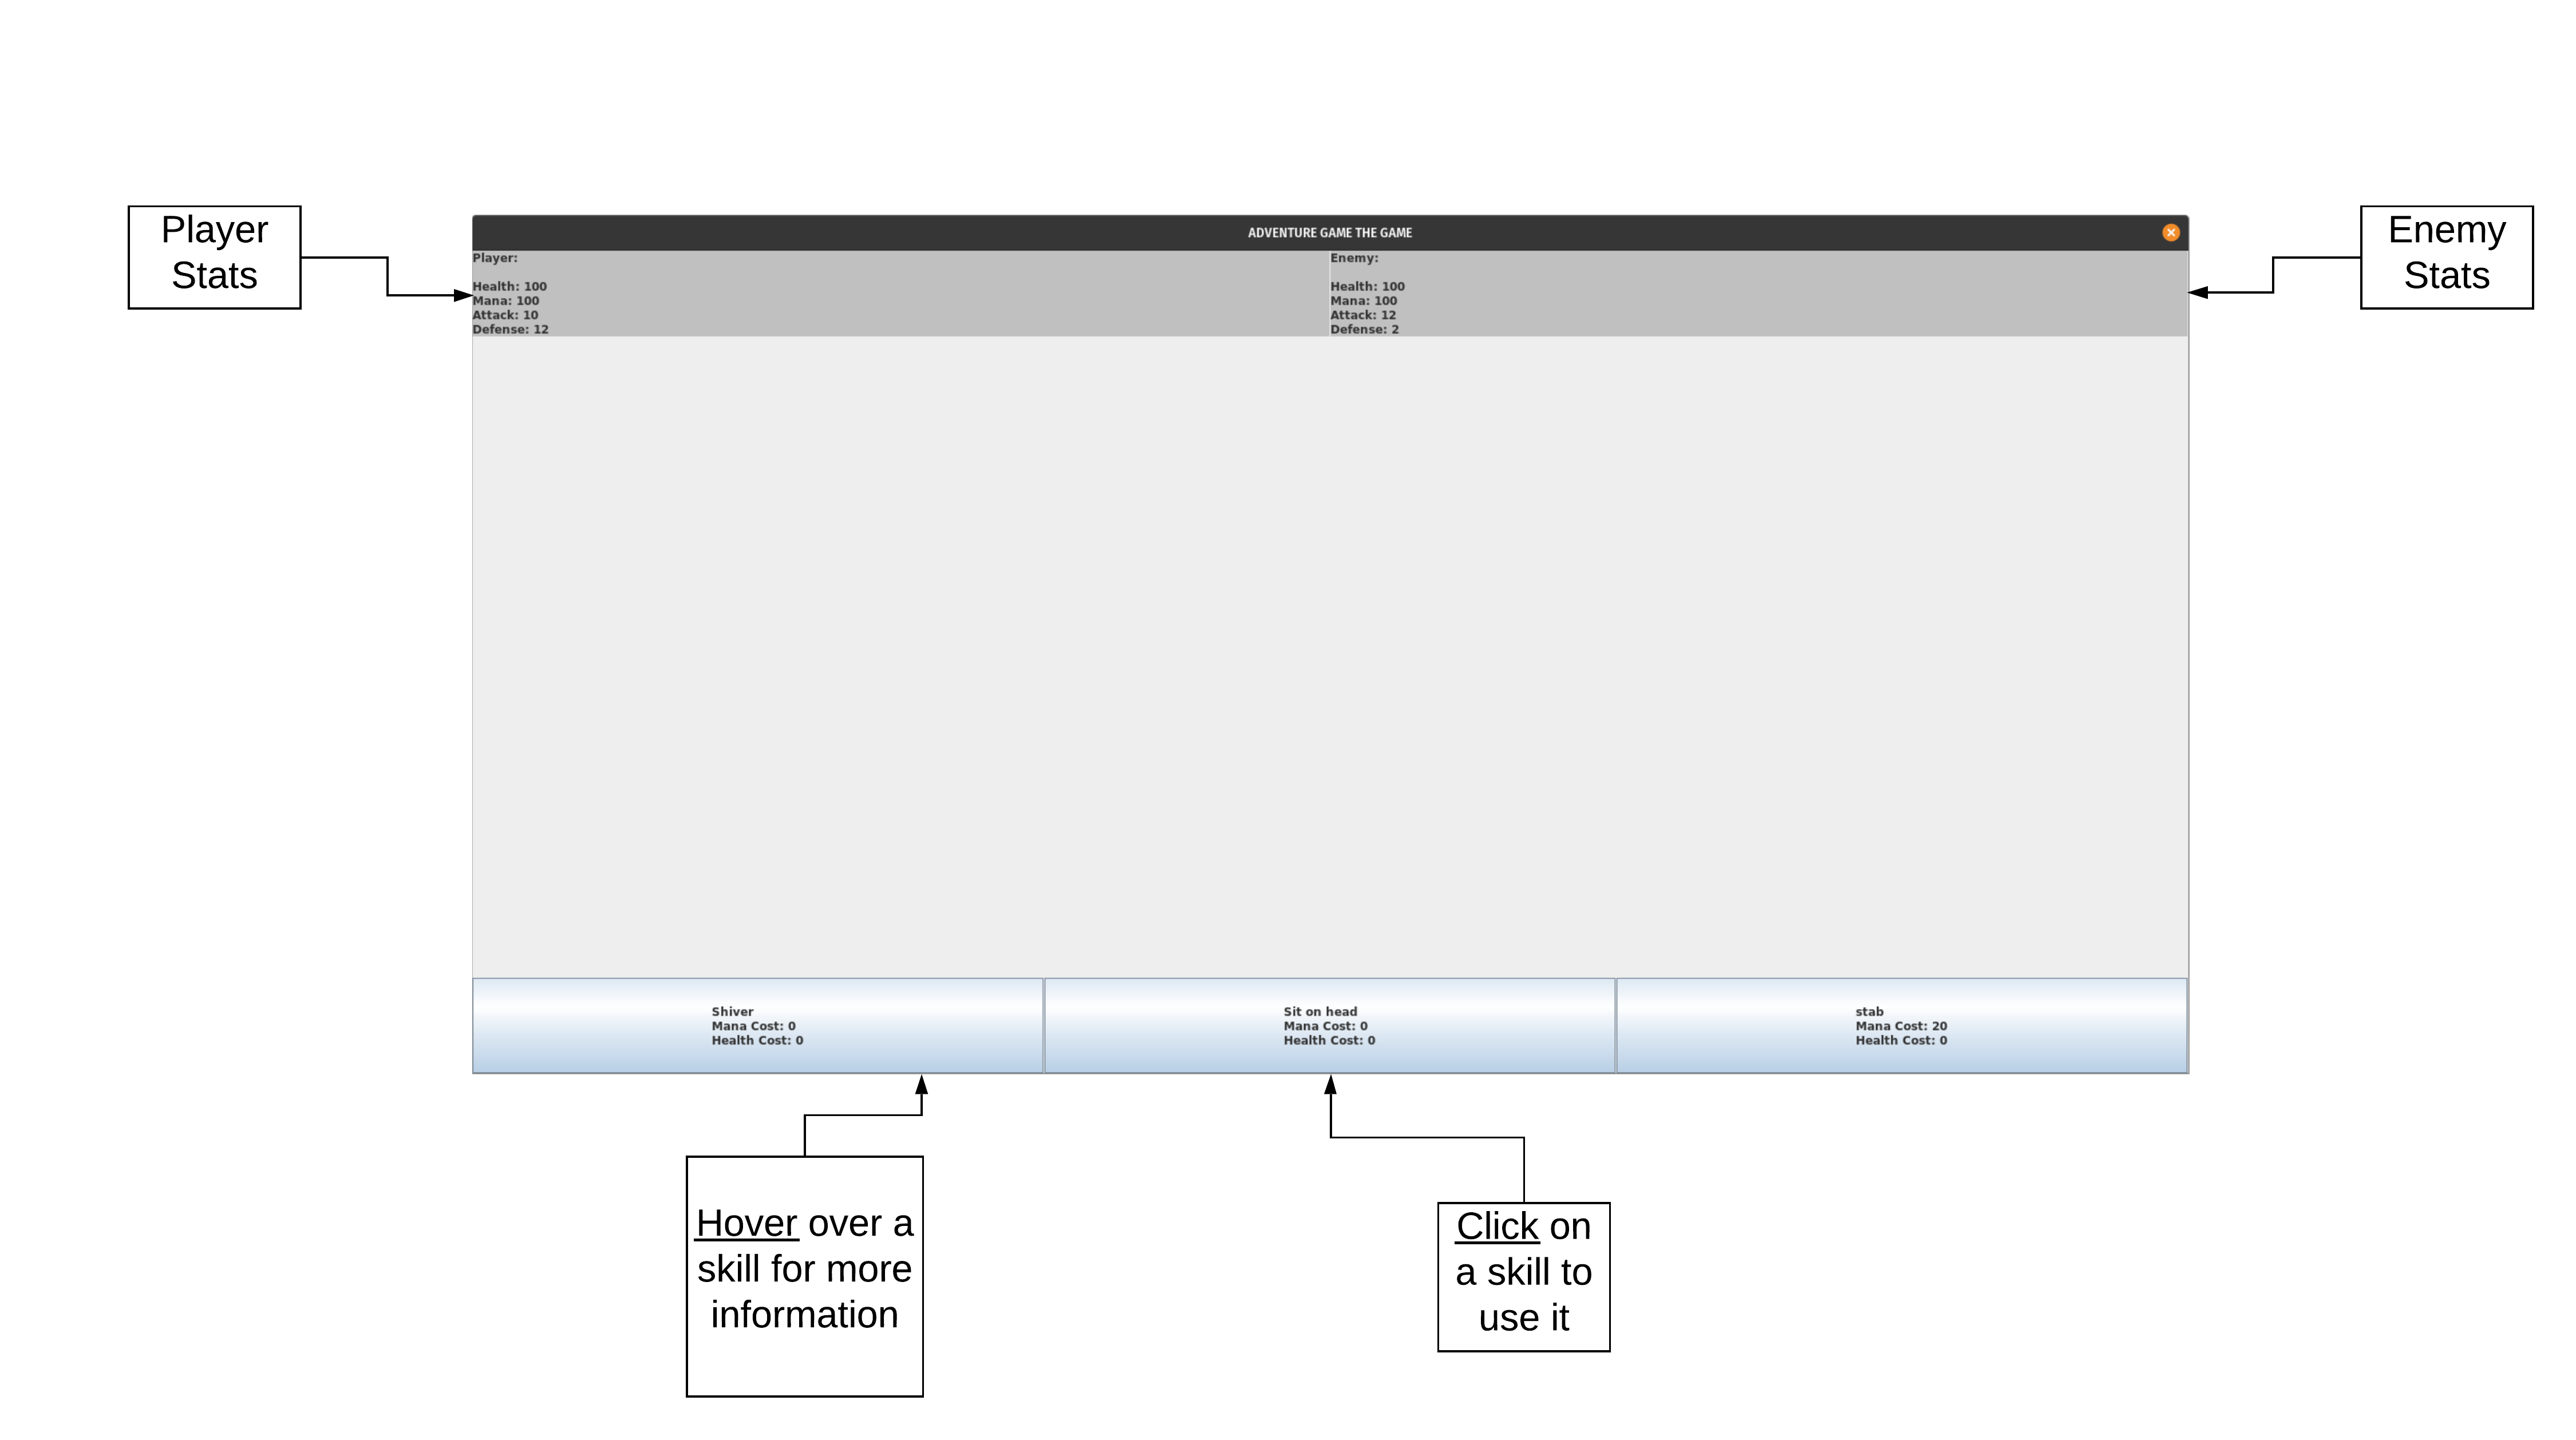 Player
Stats
Enemy
Stats
ADVENTURE GAME THE GAME
Player:
Health: 100
Mana: 100
Attack: 10
Defense: 12
Enemy:
Health: 100
Mana: 100
Attack: 12
Defense: 2
Shiver
Mana Cost: 0
Health Cost: 0
Sit on head
Mana Cost: 0
Health Cost: 0
stab
Mana Cost: 20
Health Cost: 0
Hover over a
skill for more
information
Click on
a skill to
use it